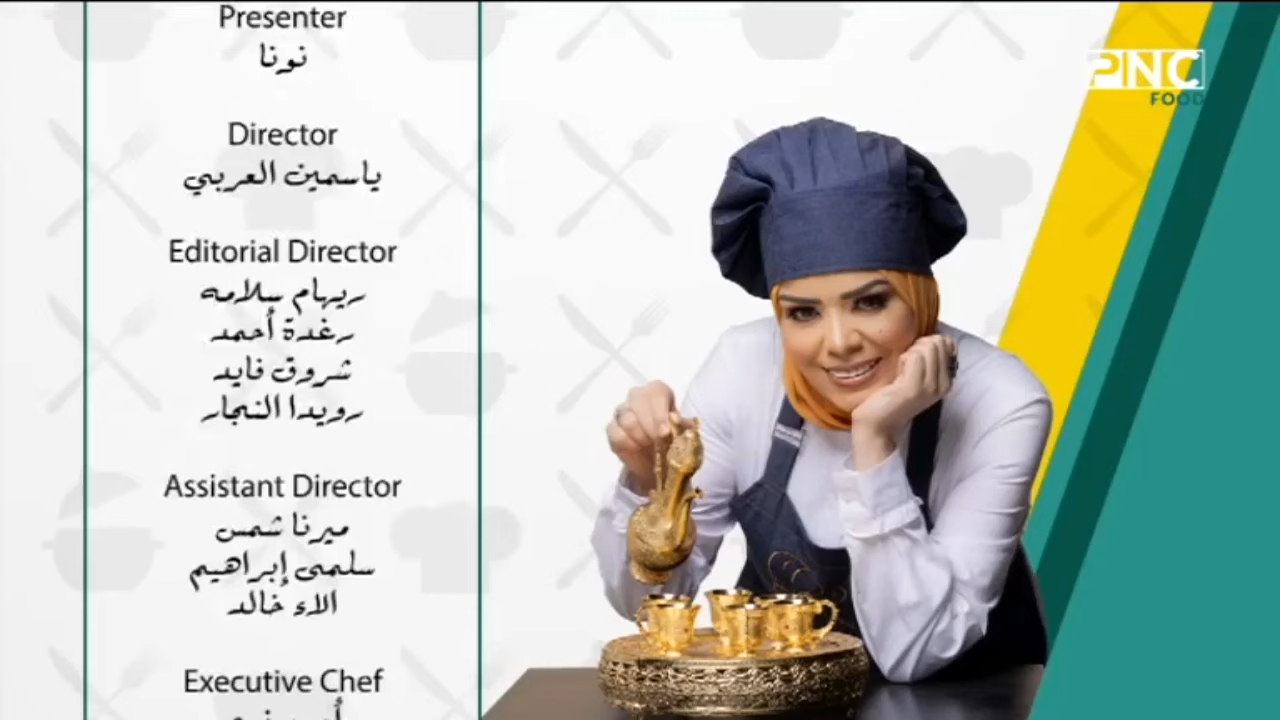 Presenter
نونا
Director
ياسمين العربي
Editorial Director
ريهام سلامه
رغدة أحمد
شروق فايد
رويدا النجار
Assistant Director
ميرنا شمس
سلمى إبراهيم
الاء خالد
Executive Chef
PNC
FOOD